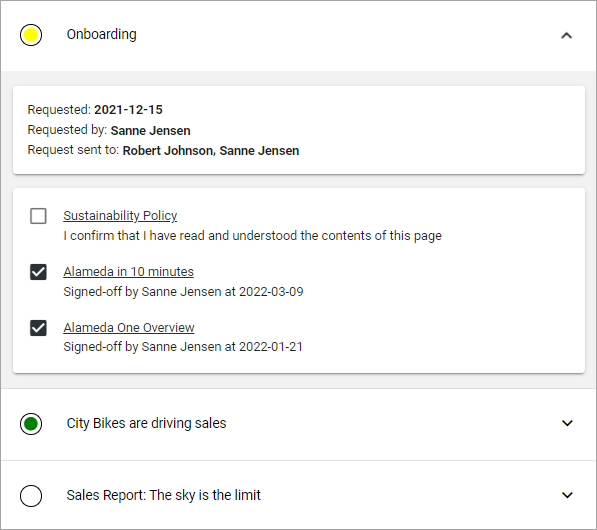 Onboarding
Requested: 2021-12-15
Requested by: Sanne Jensen
Request sent to: Robert Johnson, Sanne Jensen
Sustainability Policy
I confirm that I have read and understood the contents of this page
Alameda in 10 minutes
Signed-off by Sanne Jensen at 2022-03-09
Alameda One Overview
Signed-off by Sanne Jensen at 2022-01-21
City Bikes are driving sales
Sales Report: The sky is the limit